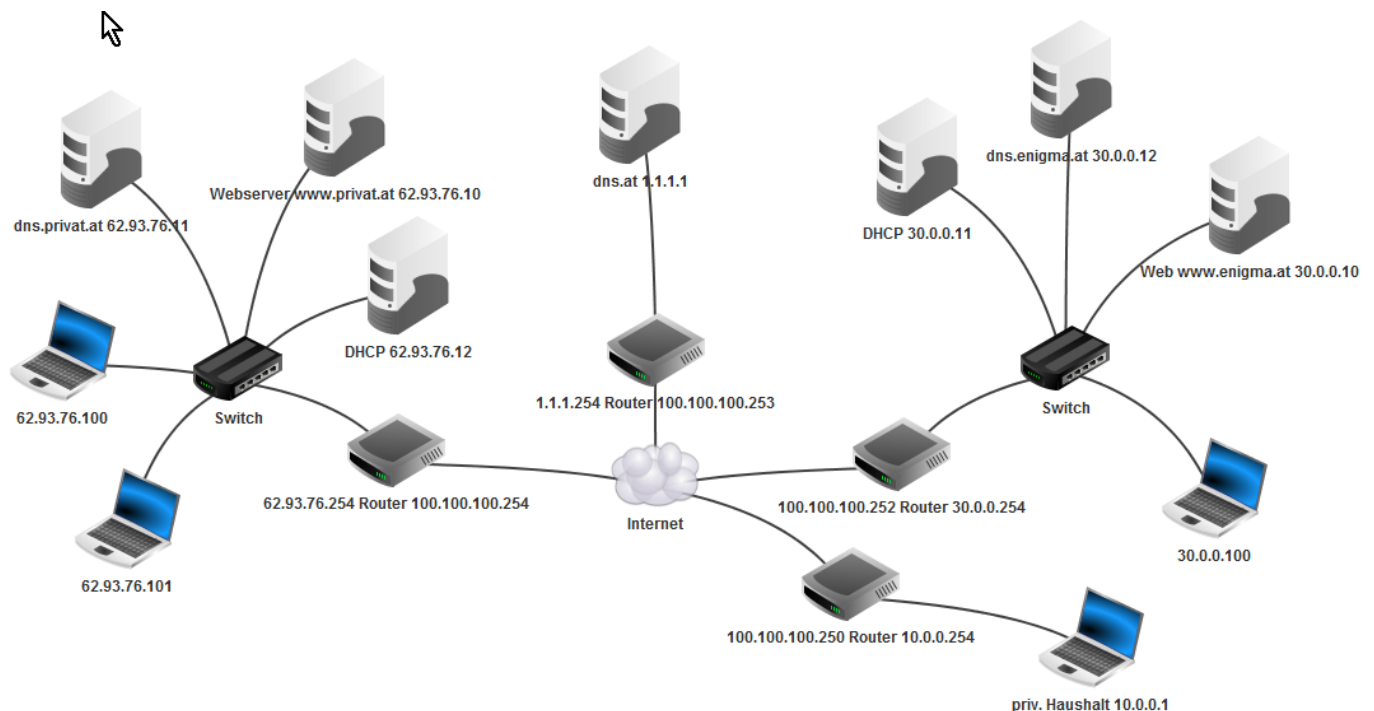 dns.enigma.at 30.0.0.12
dns.at 1.1.1.1
Webserver www.privat.at 62.93.76.10
dns.privat.at 62.93.76.11
DHCP 30.0.0.11
Web www.enigma.at 30.0.0.10
DHCP 62.93.76.12
1.1.1.254 Router 100.100.100.253
Switch
62.93.76.100
Switch
62.93.76.254 Router 100.100.100.254
100.100.100.252 Router 30.0.0.254
Internet
30.0.0.100
62.93.76.101
100.100.100.250 Router 10.0.0.254
priv. Haushalt 10.0.0.1